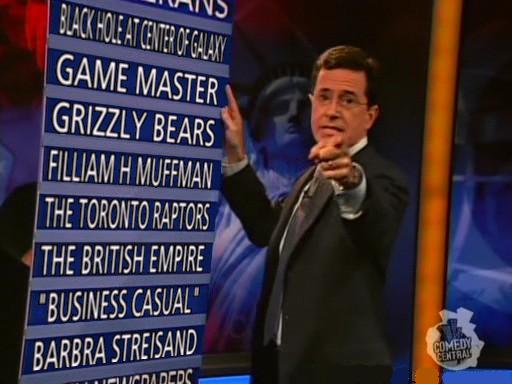 BLACK HOLE AT CENTER OF GALAXY
GAME MASTER
GRIZZLY BEARS
FILLIAM H MUFFMAN
THE TORONTO RAPTORS
THE BRITISH EMPIRE
"BUSINESS CASUAL"
BARBRA STREISAND
NEWSPAPERS
COMEDY
CENTRAL